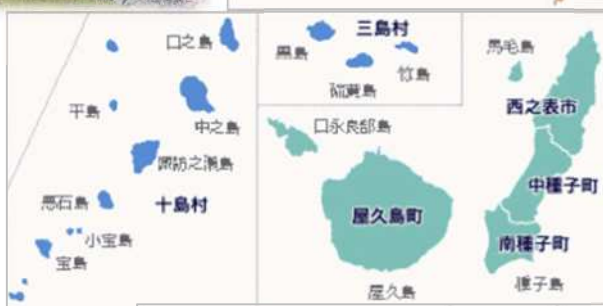 口之島
平島
中之島
諏訪之瀬島
悪石島
十島村
小宝島
宝島
三島村
黒島
竹島
硫黄島
馬毛島
西之表市
口永良部島
中種子町
屋久島町
南種子町
屋久島
種子島